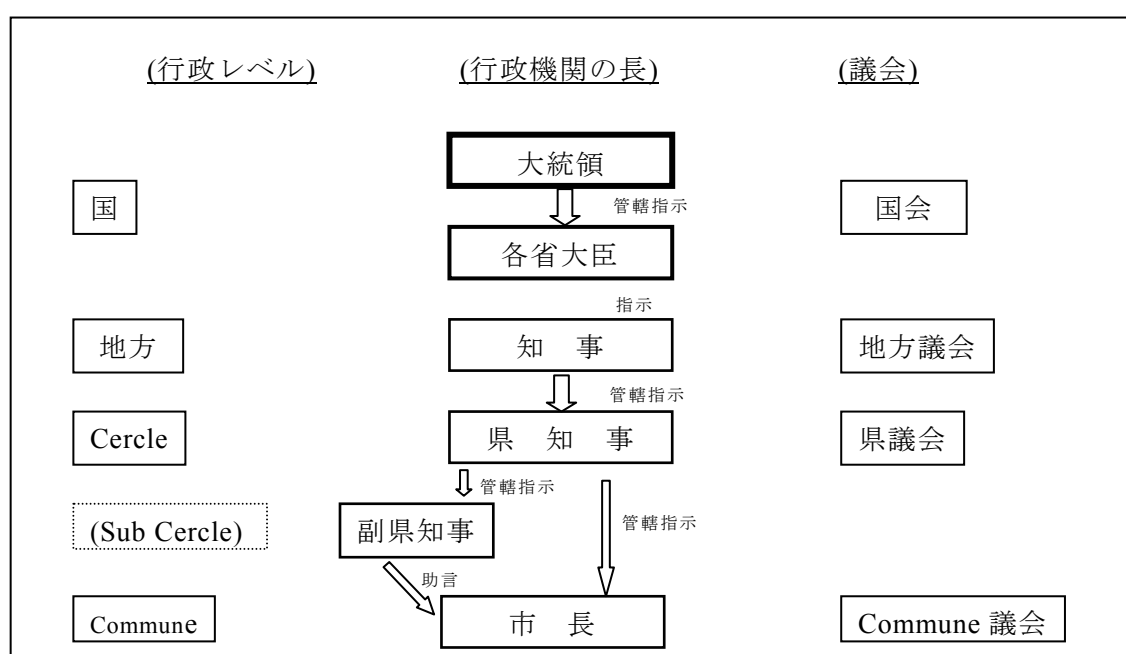 (行政レベル) (行政機関の長) (議会)
大統領
国 管轄指示 国会
各省大臣
指示
地方 知 事 地方議会
管轄指示
Cercle 県 知 事 県議会
管轄指示
(Sub Cercle) 副県知事 管轄指示
助言
Commune 市 長 Commune 議会